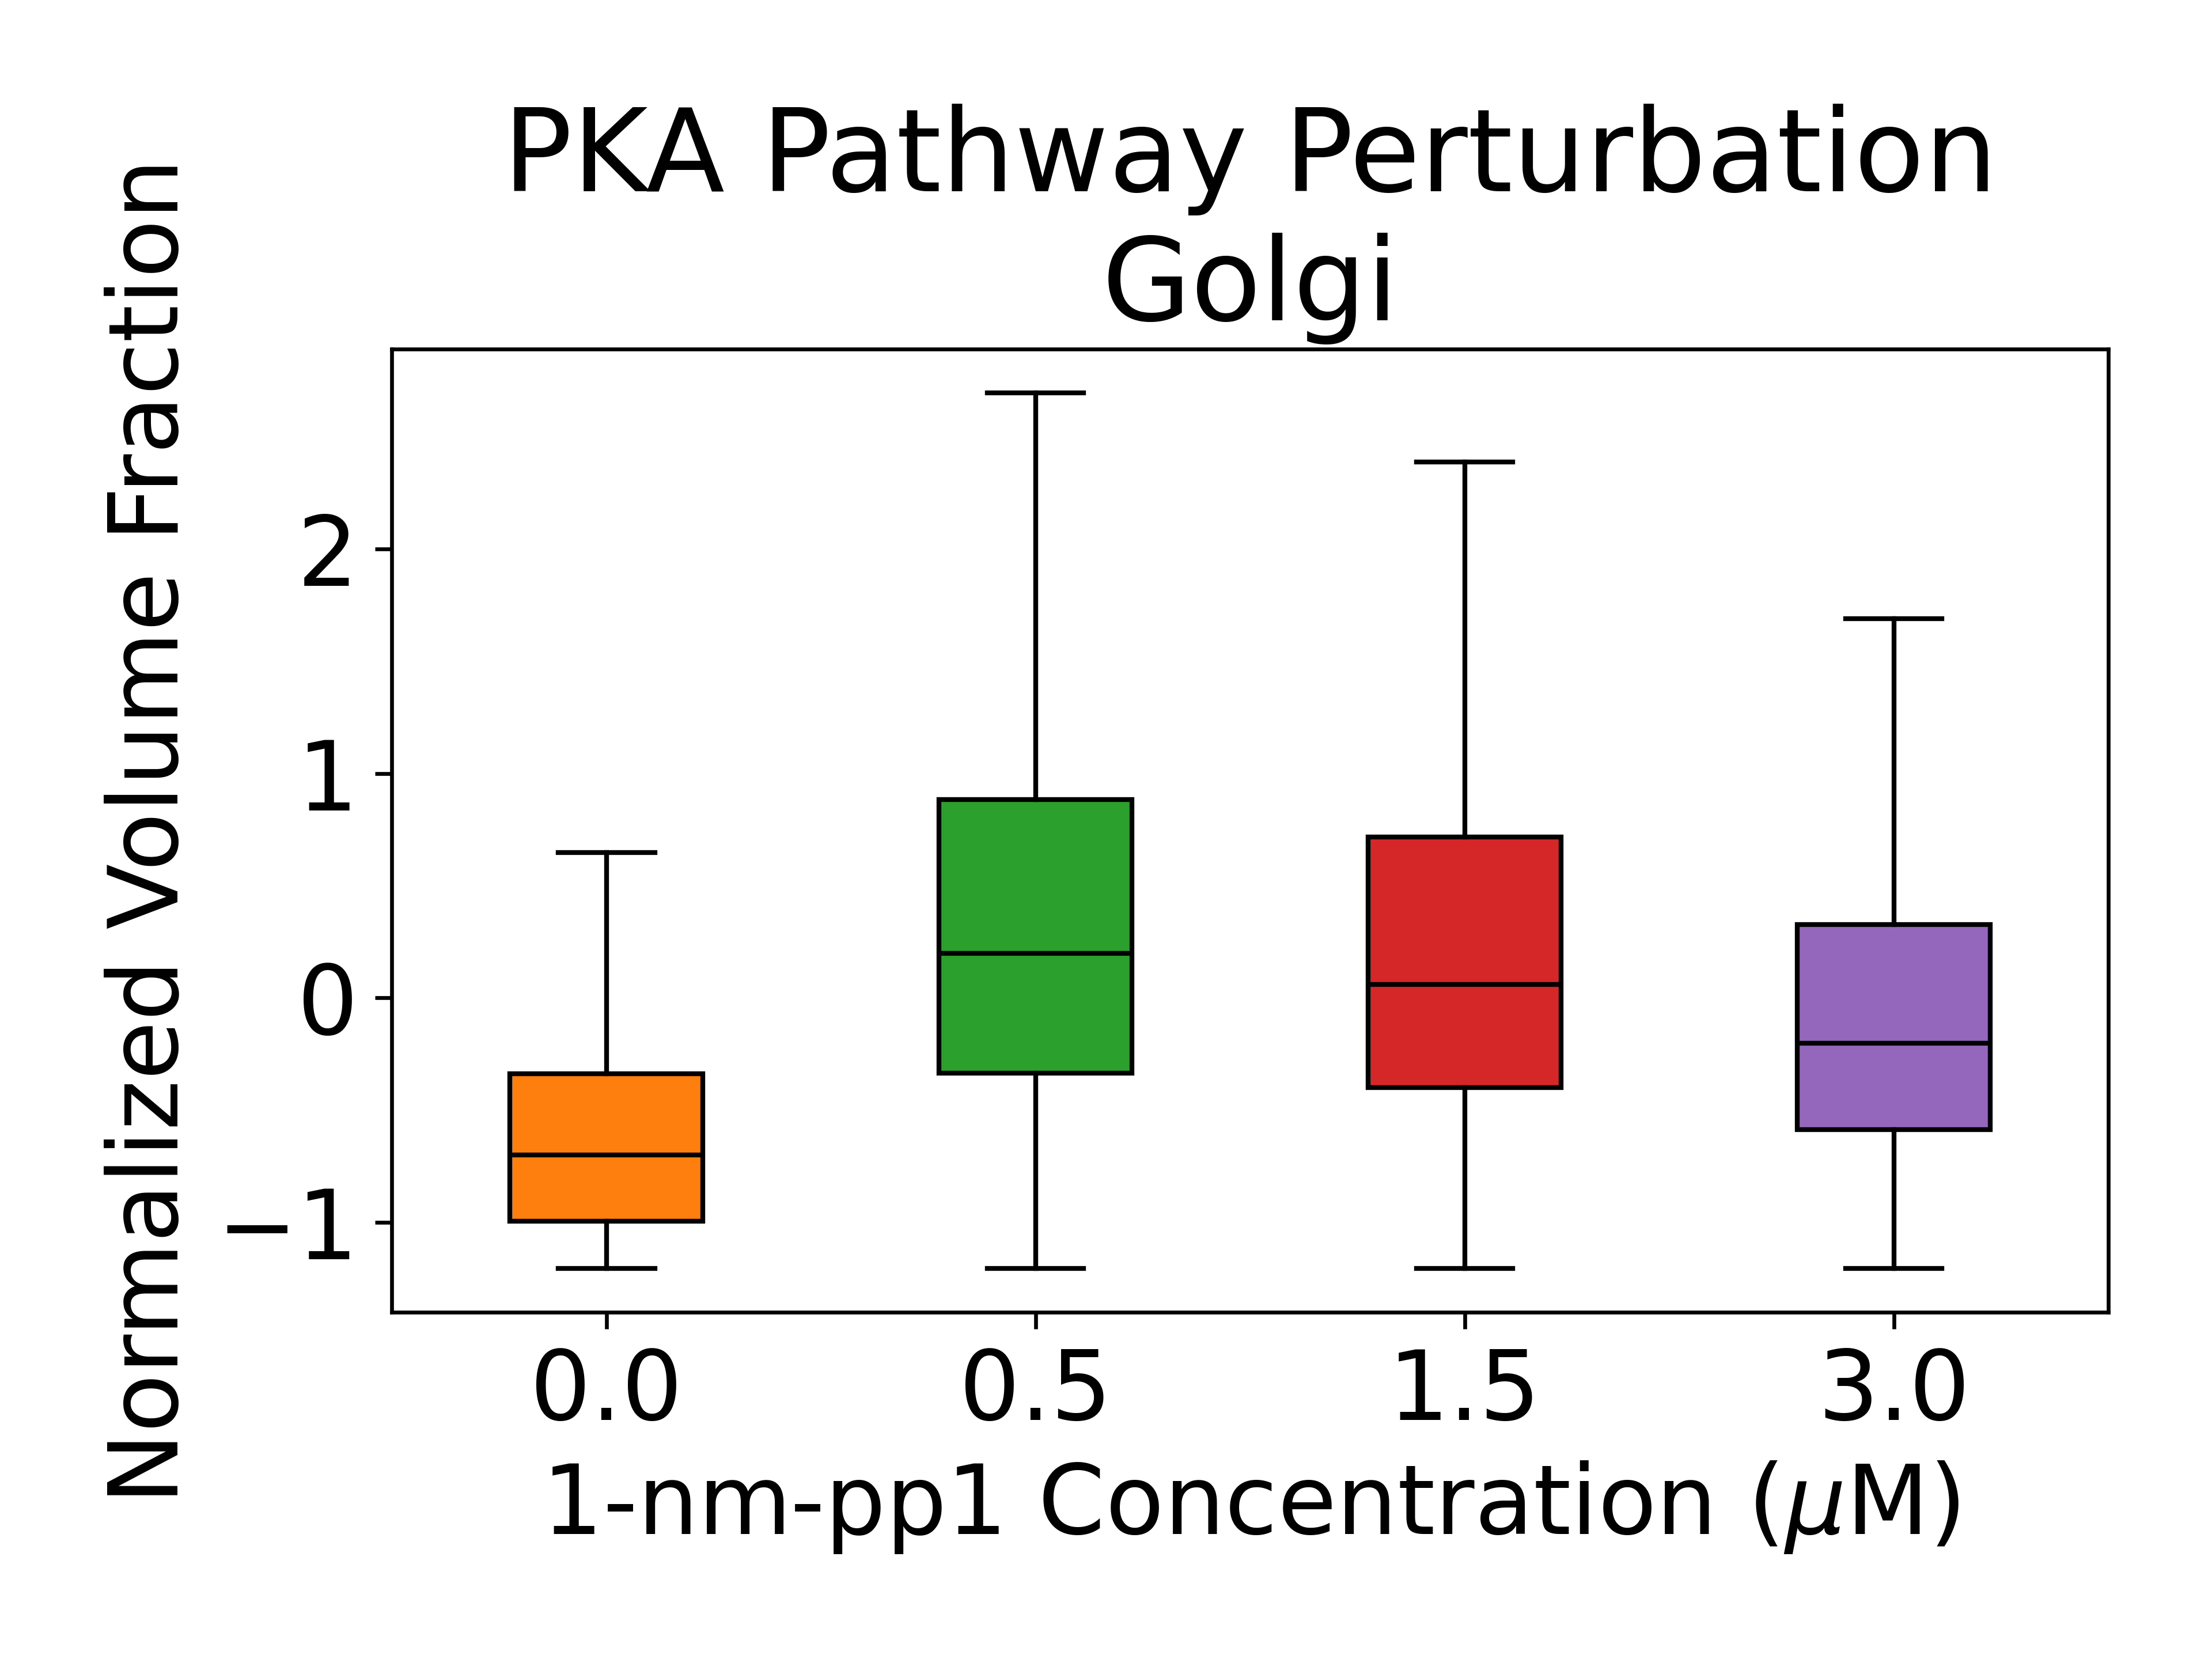 PKA Pathway Perturbation
Golgi
Normalized Volume Fraction
2
1
0
−1
0.0 0.5 1.5 3.0
1-nm-pp1 Concentration (μM)